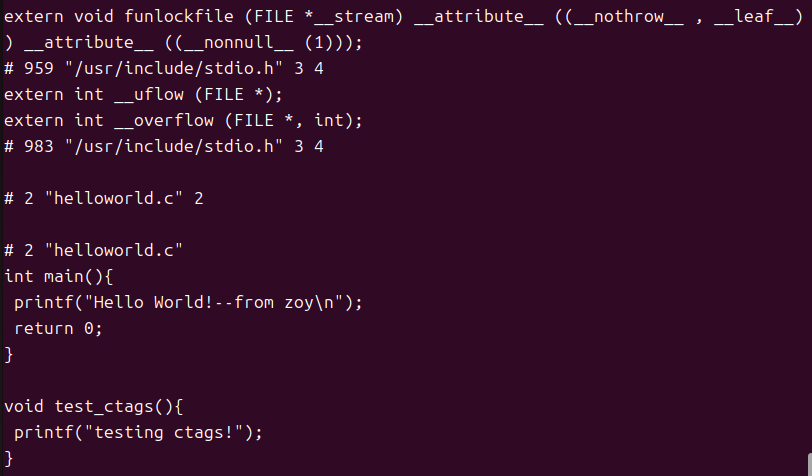 extern void funlockfile (FILE *__stream) __attribute__ ((__nothrow__ , __leaf__)
) __attribute__ ((__nonnull__ (1)));
# 959 "/usr/include/stdio.h" 3 4
extern int __uflow (FILE *);
extern int __overflow (FILE *, int);
# 983 "/usr/include/stdio.h" 3 4
# 2 "helloworld.c" 2
# 2 "helloworld.c"
int main(){
 printf("Hello World!--from zoy\n");
 return 0;
}
void test_ctags(){
 printf("testing ctags!");
}